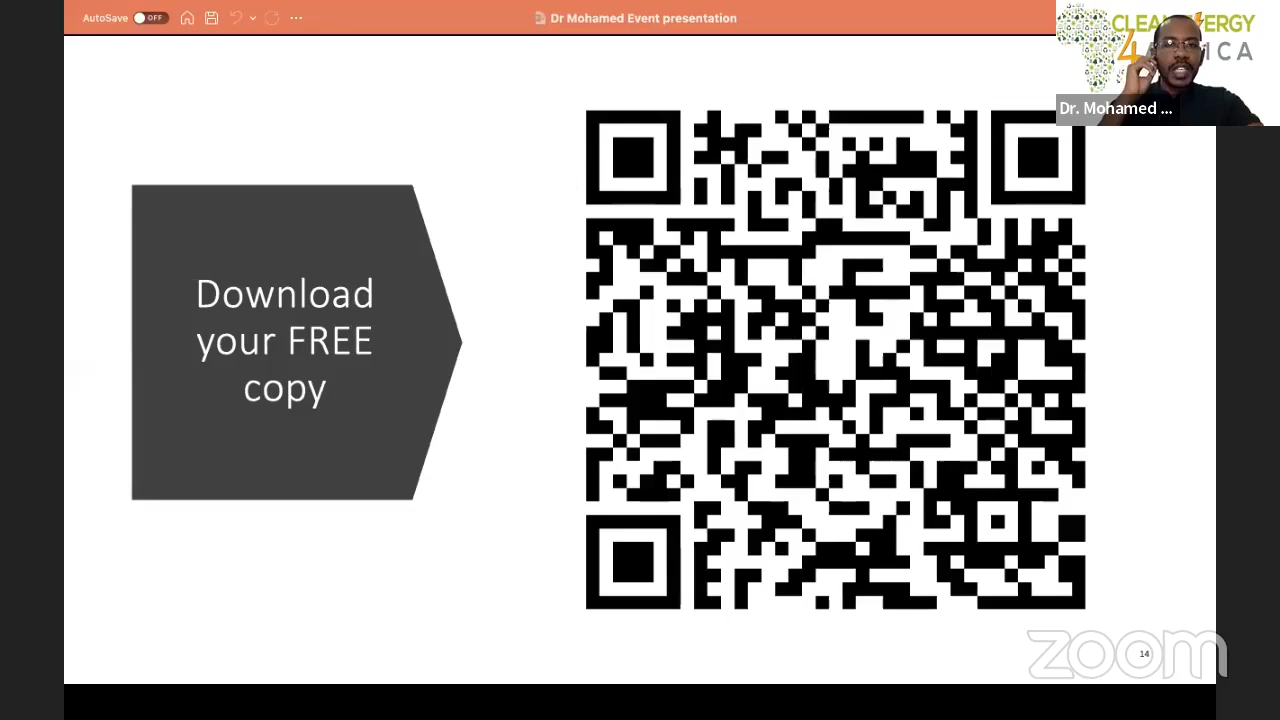 AutoSave OFF
Dr Mohamed Event presentation
Dr. Mohamed ...
Download
your FREE
copy
14
zoom